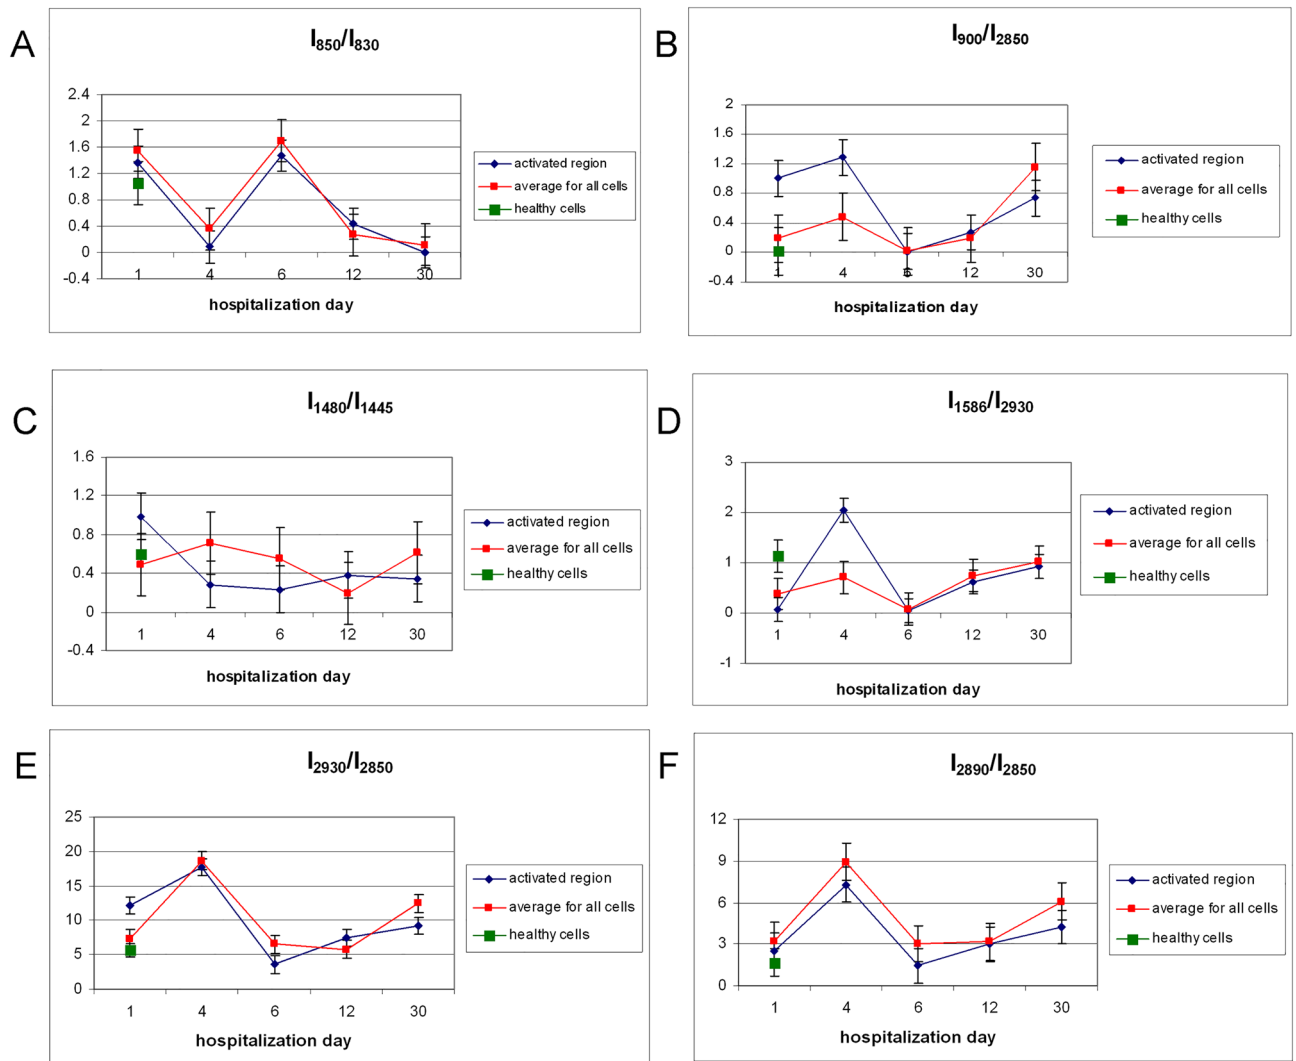 A
I850/I830
2.4
2
1.6
1.2
0.8
0.4
0
-0.4
1 4 6 12 30
hospitalization day
activated region
average for all cells
healthy cells
B
I900/I2850
2
1.6
1.2
0.8
0.4
0
-0.4
1 4 6 12 30
hospitalization day
activated region
average for all cells
healthy cells
C
I1480/I1445
1.6
1.2
0.8
0.4
0
-0.4
1 4 6 12 30
hospitalization day
activated region
average for all cells
healthy cells
D
I1586/I2930
3
2
1
0
-1
1 4 6 12 30
hospitalization day
activated region
average for all cells
healthy cells
E
I2930/I2850
25
20
15
10
5
0
1 4 6 12 30
hospitalization day
activated region
average for all cells
healthy cells
F
I2890/I2850
12
9
6
3
0
1 4 6 12 30
hospitalization day
activated region
average for all cells
healthy cells